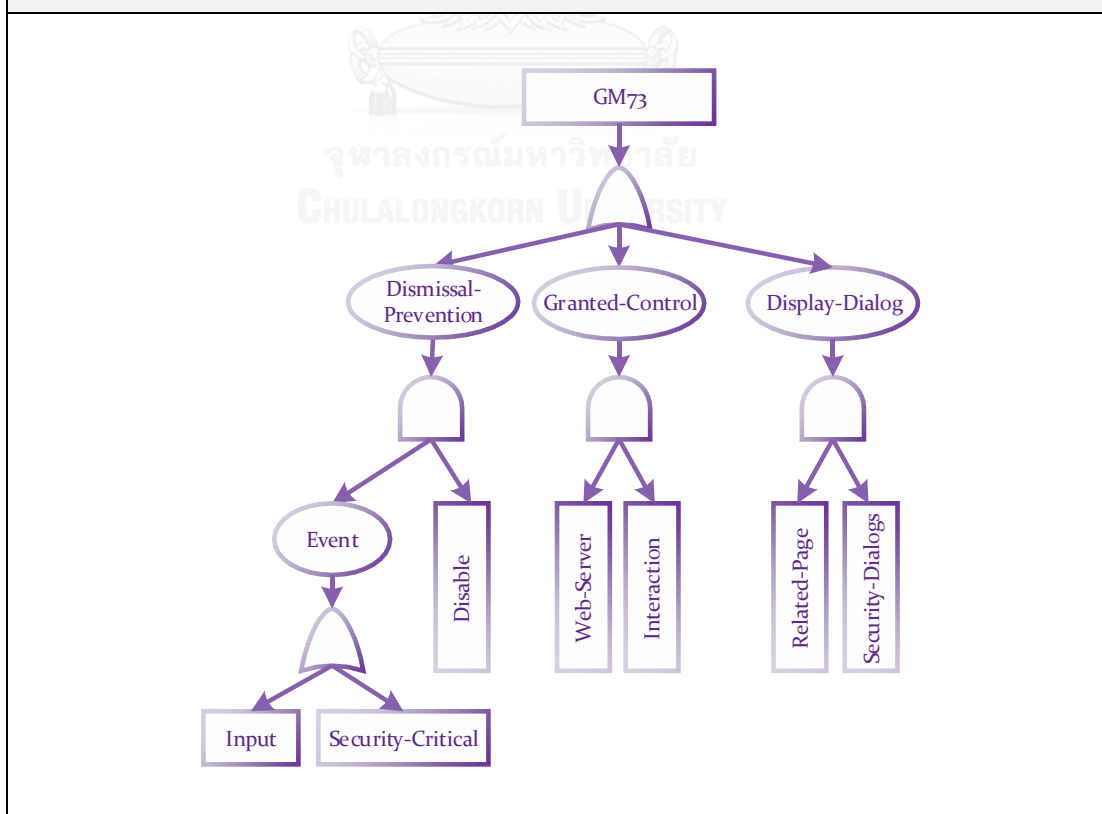 GM73
จุฬาลงกรณ์มหาวิทยาลัย
CHULALONGKORN UNIVERSITY
Dismissal-
Prevention
Granted-Control
Display-Dialog
Event
Disable
Web-Server
Interaction
Related-Page
Security-Dialogs
Input
Security-Critical